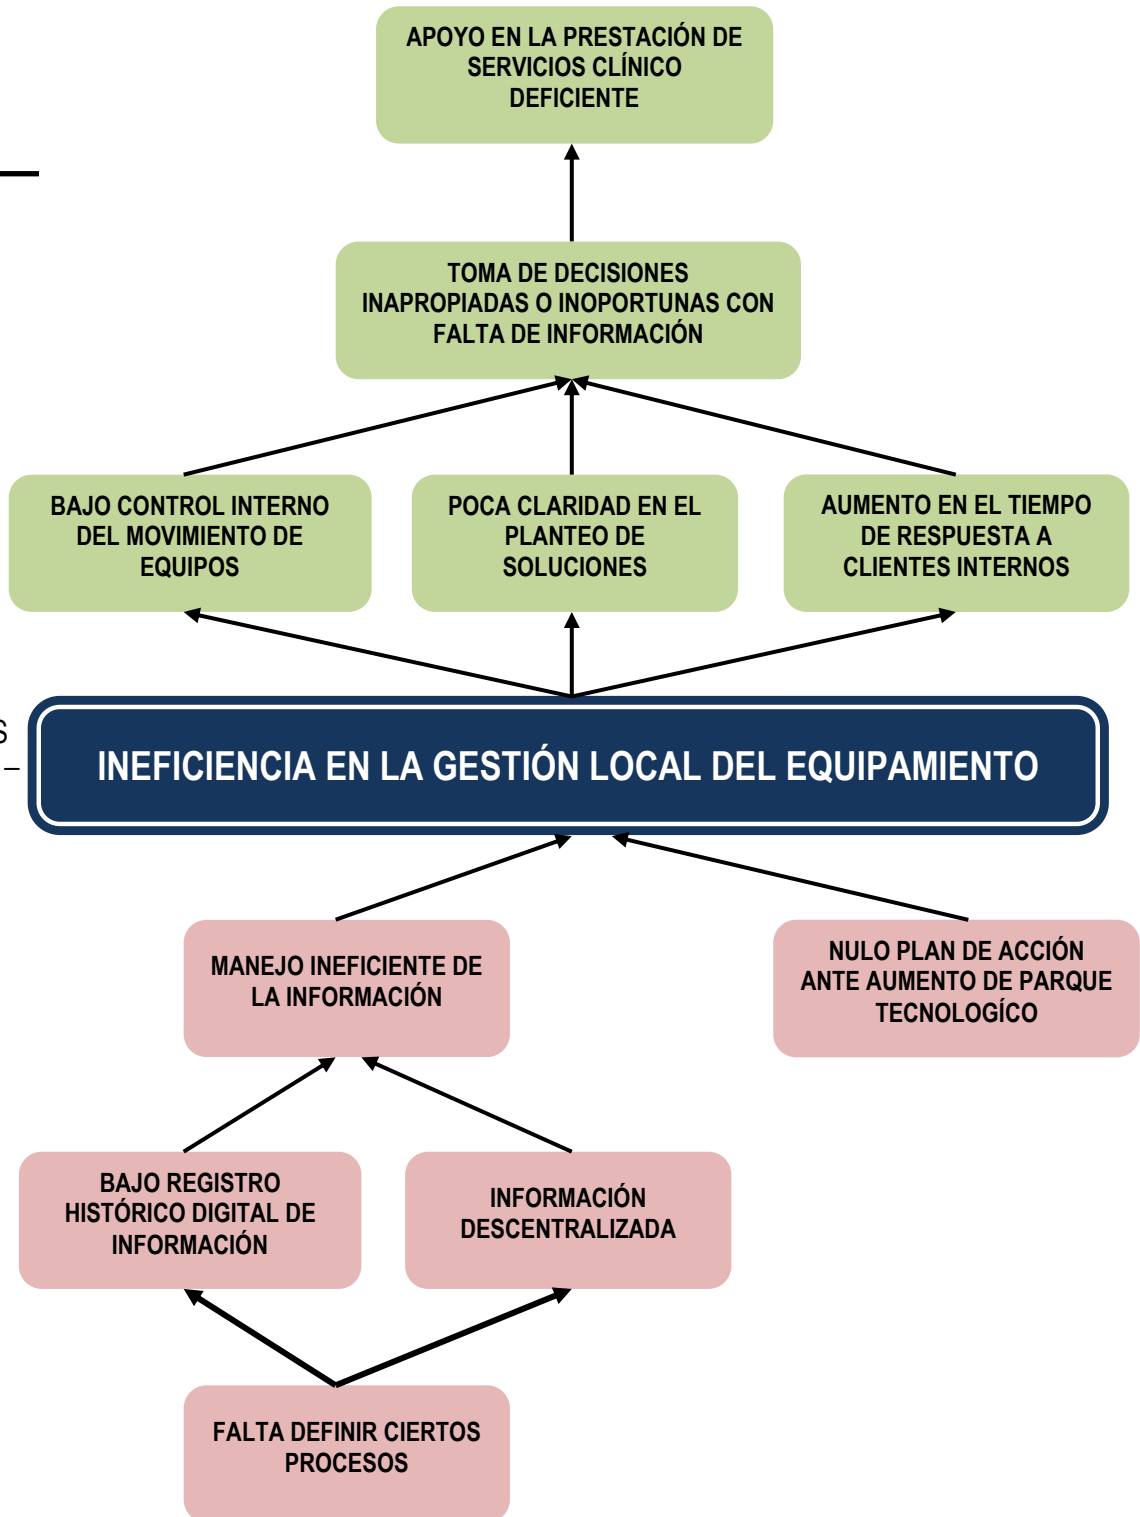 APOYO EN LA PRESTACIÓN DE
SERVICIOS CLÍNICO
DEFICIENTE
TOMA DE DECISIONES
INAPROPIADAS O INOPORTUNAS CON
FALTA DE INFORMACIÓN
BAJO CONTROL INTERNO
DEL MOVIMIENTO DE
EQUIPOS
POCA CLARIDAD EN EL
PLANTEO DE
SOLUCIONES
AUMENTO EN EL TIEMPO
DE RESPUESTA A
CLIENTES INTERNOS
S
–
INEFICIENCIA EN LA GESTIÓN LOCAL DEL EQUIPAMIENTO
MANEJO INEFICIENTE DE
LA INFORMACIÓN
NULO PLAN DE ACCIÓN
ANTE AUMENTO DE PARQUE
TECNOLOGÍCO
BAJO REGISTRO
HISTÓRICO DIGITAL DE
INFORMACIÓN
INFORMACIÓN
DESCENTRALIZADA
FALTA DEFINIR CIERTOS
PROCESOS